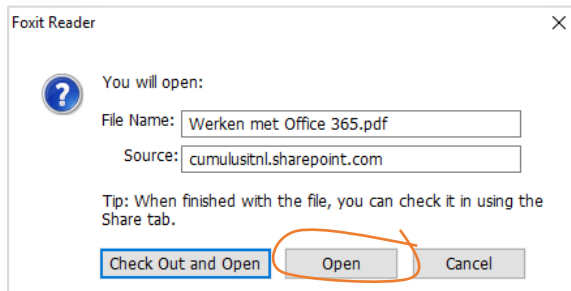 Foxit Reader
You will open:
File Name: Werken met Office 365.pdf
Source: cumulusitnl.sharepoint.com
Tip: When finished with the file, you can check it in using the
Share tab.
Check Out and Open Open Cancel